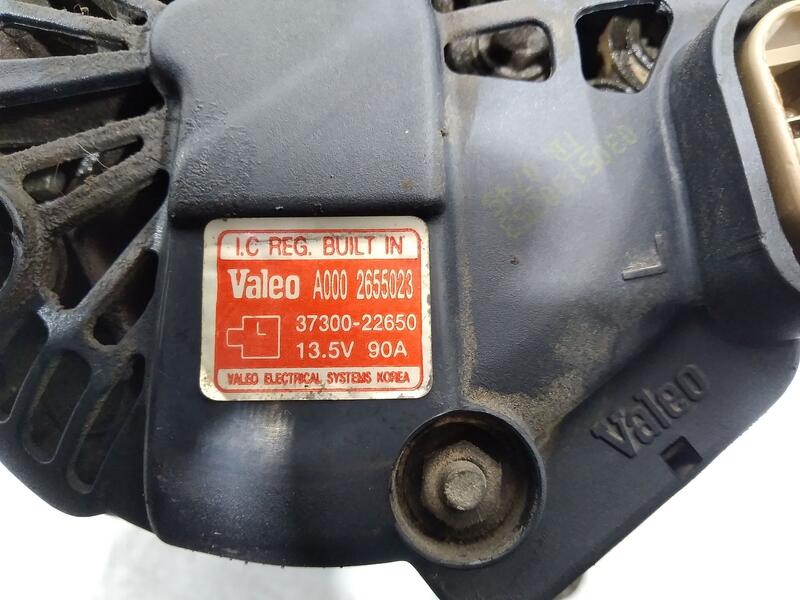 I.C REG. BUILT IN
Valeo A000 2655023
37300-22650
13.5V 90A
VALEO ELECTRICAL SYSTEMS KOREA
Valeo